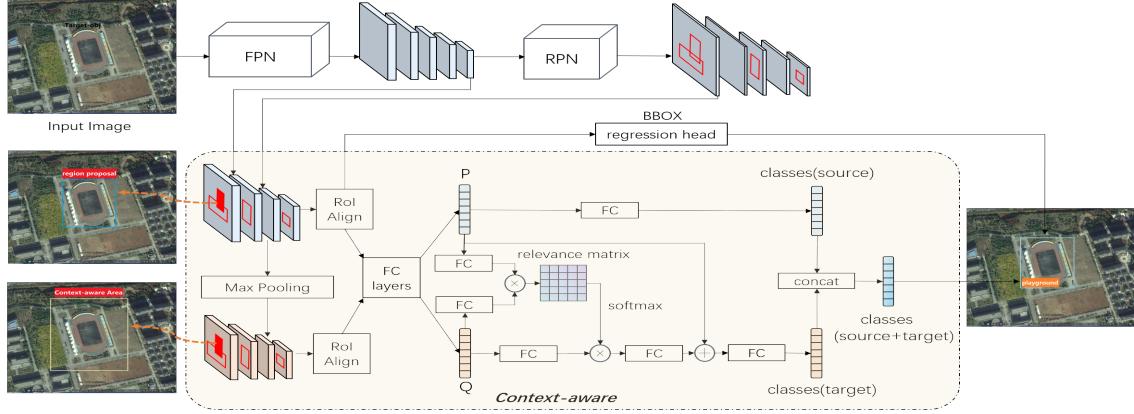 Target-obj
FPN
RPN
Input Image
BBOX
regression head
region proposal
RoI
Align
P
classes(source)
FC
FC
layers
FC
relevance matrix
Max Pooling
concat
playground
Context-aware Area
FC
softmax
classes
(source+target)
RoI
Align
FC
FC
FC
Q
classes(target)
Context-aware